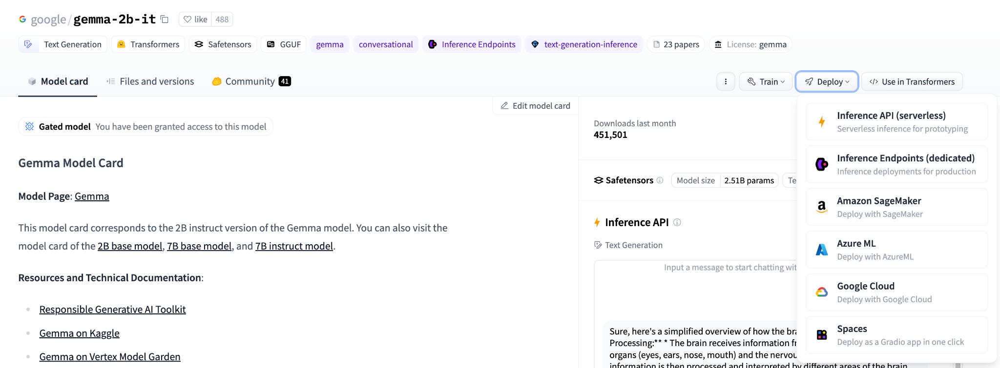 google/gemma-2b-it like 488
Text Generation Transformers Safetensors GGUF gemma conversational Inference Endpoints text-generation-inference 23 papers License: gemma
Model card Files and versions Community 41 Train Deploy Use in Transformers
Edit model card
Gated model You have been granted access to this model
Gemma Model Card
Model Page: Gemma
This model card corresponds to the 2B instruct version of the Gemma model. You can also visit the
model card of the 2B base model, 7B base model, and 7B instruct model.
Resources and Technical Documentation:
Responsible Generative AI Toolkit
Gemma on Kaggle
Gemma on Vertex Model Garden
Downloads last month
451,501
Safetensors Model size 2.51B params Te
Inference API
Text Generation
Input a message to start chatting wit
Sure, here's a simplified overview of how the bra
Processing:** * The brain receives information fr
organs (eyes, ears, nose, mouth) and the nervou
information is then processed and interpreted by different areas of the brain
Inference API (serverless)
Serverless inference for prototyping
Inference Endpoints (dedicated)
Inference deployments for production
Amazon SageMaker
Deploy with SageMaker
Azure ML
Deploy with AzureML
Google Cloud
Deploy with Google Cloud
Spaces
Deploy as a Gradio app in one click